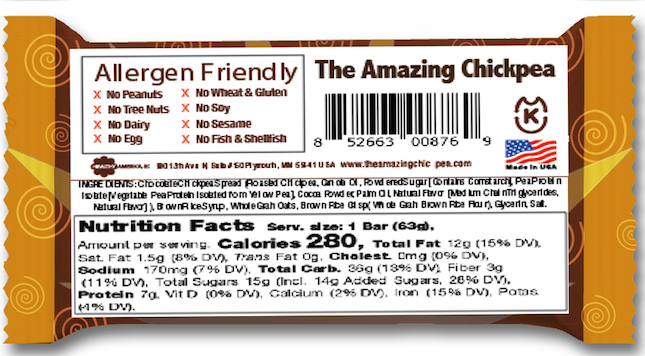 Allergen Friendly
X No Peanuts X No Wheat & Gluten
X No Tree Nuts X No Soy
X No Dairy X No Sesame
X No Egg X No Fish & Shellfish
The Amazing Chickpea
8 52663 00876 9
K
Made In USA
Plymouth, MN 55441 USA www.theamazingchickpea.com
INGREDIENTS: Chocolate Chickpea Spread (Roasted Chickpea, Canola Oil, Powdered Sugar [Contains Cornstarch], Pea Protein
Isolate [Vegetable Pea Protein Isolated from Yellow Pea], Cocoa Powder, Palm Oil, Natural Flavor [Medium Chain Triglycerides,
Natural Flavor]), Brown Rice Syrup, Whole Grain Oats, Brown Rice Crisp (Whole Grain Brown Rice Flour), Glycerin, Salt.
Nutrition Facts Serv. size: 1 Bar (63g),
Amount per serving: Calories 280, Total Fat 12g (15% DV),
Sat. Fat 1.5g (8% DV), Trans Fat 0g, Cholest. 0mg (0% DV),
Sodium 170mg (7% DV), Total Carb. 36g (13% DV), Fiber 3g
(11% DV), Total Sugars 15g (Incl. 14g Added Sugars, 28% DV),
Protein 7g, Vit D (0% DV), Calcium (2% DV), Iron (15% DV), Potas.
(4% DV).